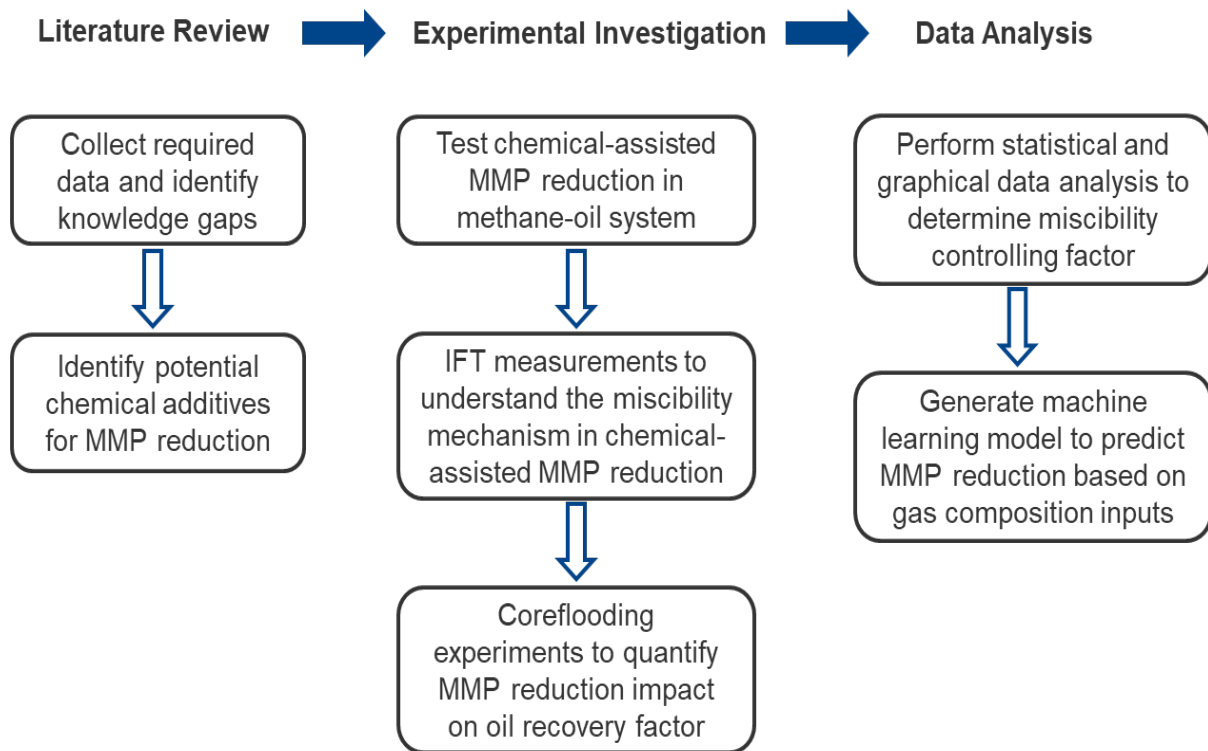 Literature Review
Experimental Investigation
Data Analysis
Collect required
data and identify
knowledge gaps
Identify potential
chemical additives
for MMP reduction
Test chemical-assisted
MMP reduction in
methane-oil system
IFT measurements to
understand the miscibility
mechanism in chemical-
assisted MMP reduction
Coreflooding
experiments to quantify
MMP reduction impact
on oil recovery factor
Perform statistical and
graphical data analysis to
determine miscibility
controlling factor
Generate machine
learning model to predict
MMP reduction based on
gas composition inputs